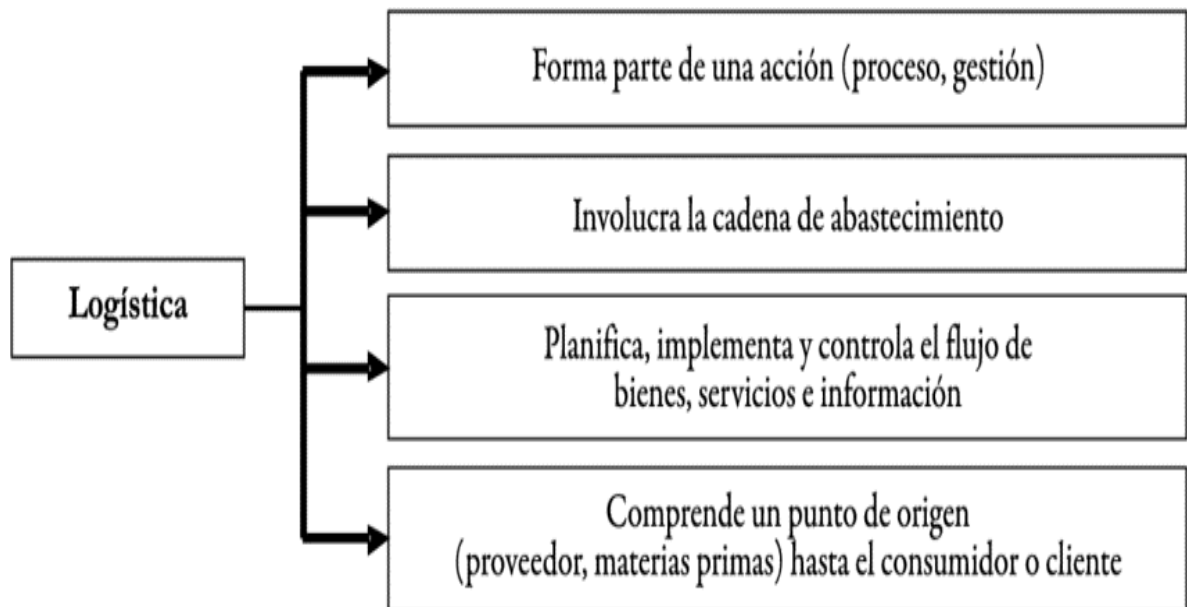 Forma parte de una acción (proceso, gestión)
Involucra la cadena de abastecimiento
Logística
Planifica, implementa y controla el flujo de
bienes, servicios e información
Comprende un punto de origen
(proveedor, materias primas) hasta el consumidor o cliente